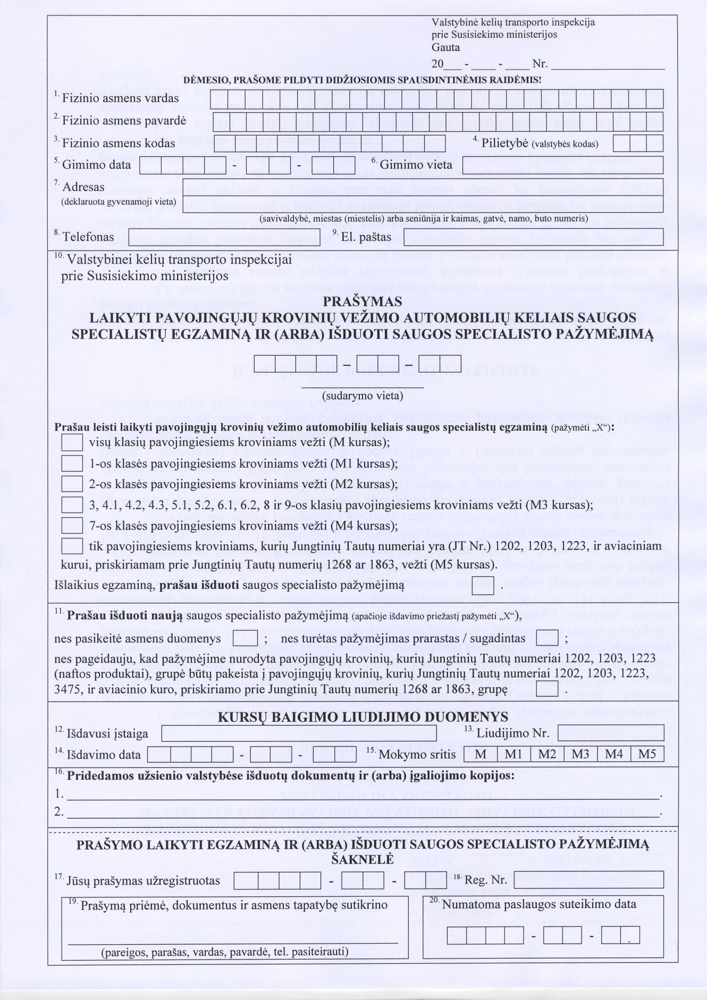 Valstybinė kelių transporto inspekcija
prie Susisiekimo ministerijos
Gauta
20___ - ____ - ____ Nr. ____________________
DĖMESIO, PRAŠOME PILDYTI DIDŽIOSIOMIS SPAUSDINTINĖMIS RAIDĖMIS!
1. Fizinio asmens vardas
2. Fizinio asmens pavardė
3. Fizinio asmens kodas 4. Pilietybė (valstybės kodas)
5. Gimimo data - - 6. Gimimo vieta
7. Adresas
(deklaruota gyvenamoji vieta)
(savivaldybė, miestas (miestelis) arba seniūnija ir kaimas, gatvė, namo, buto numeris)
8. Telefonas 9. El. paštas
10. Valstybinei kelių transporto inspekcijai
prie Susisiekimo ministerijos
PRAŠYMAS
LAIKYTI PAVOJINGŲJŲ KROVINIŲ VEŽIMO AUTOMOBILIŲ KELIAIS SAUGOS
SPECIALISTŲ EGZAMINĄ IR (ARBA) IŠDUOTI SAUGOS SPECIALISTO PAŽYMĖJIMĄ
– –
(sudarymo vieta)
Prašau leisti laikyti pavojingųjų krovinių vežimo automobilių keliais saugos specialistų egzaminą (pažymėti „X“):
visų klasių pavojingiesiems kroviniams vežti (M kursas);
1-os klasės pavojingiesiems kroviniams vežti (M1 kursas);
2-os klasės pavojingiesiems kroviniams vežti (M2 kursas);
3, 4.1, 4.2, 4.3, 5.1, 5.2, 6.1, 6.2, 8 ir 9-os klasių pavojingiesiems kroviniams vežti (M3 kursas);
7-os klasės pavojingiesiems kroviniams vežti (M4 kursas);
tik pavojingiesiems kroviniams, kurių Jungtinių Tautų numeriai yra (JT Nr.) 1202, 1203, 1223, ir aviaciniam
kurui, priskiriamam prie Jungtinių Tautų numerių 1268 ar 1863, vežti (M5 kursas).
Išlaikius egzaminą, prašau išduoti saugos specialisto pažymėjimą .
11. Prašau išduoti naują saugos specialisto pažymėjimą (apačioje išdavimo priežastį pažymėti „X“),
nes pasikeitė asmens duomenys ; nes turėtas pažymėjimas prarastas / sugadintas ;
nes pageidauju, kad pažymėjime nurodyta pavojingųjų krovinių, kurių Jungtinių Tautų numeriai 1202, 1203, 1223
(naftos produktai), grupė būtų pakeista į pavojingųjų krovinių, kurių Jungtinių Tautų numeriai 1202, 1203, 1223,
3475, ir aviacinio kuro, priskiriamo prie Jungtinių Tautų numerių 1268 ar 1863, grupę .
KURSŲ BAIGIMO LIUDIJIMO DUOMENYS
12. Išdavusi įstaiga 13. Liudijimo Nr.
14. Išdavimo data - - 15. Mokymo sritis M M1 M2 M3 M4 M5
16. Pridedamos užsienio valstybėse išduotų dokumentų ir (arba) įgaliojimo kopijos:
1. ____________________.
2. ____________________.
PRAŠYMO LAIKYTI EGZAMINĄ IR (ARBA) IŠDUOTI SAUGOS SPECIALISTO PAŽYMĖJIMĄ
ŠAKNELĖ
17. Jūsų prašymas užregistruotas - - 18. Reg. Nr.
19. Prašymą priėmė, dokumentus ir asmens tapatybę sutikrino
20. Numatoma paslaugos suteikimo data
- -
(pareigos, parašas, vardas, pavardė, tel. pasiteirauti)